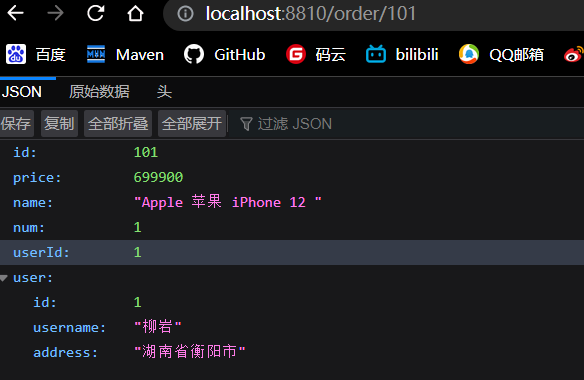 localhost:8810/order/101
百度 Maven GitHub 码云 bilibili QQ邮箱
JSON 原始数据 头
保存 复制 全部折叠 全部展开 过滤 JSON
id: 101
price: 699900
name: "Apple 苹果 iPhone 12 "
num: 1
userId: 1
user:
id: 1
username: "柳岩"
address: "湖南省衡阳市"